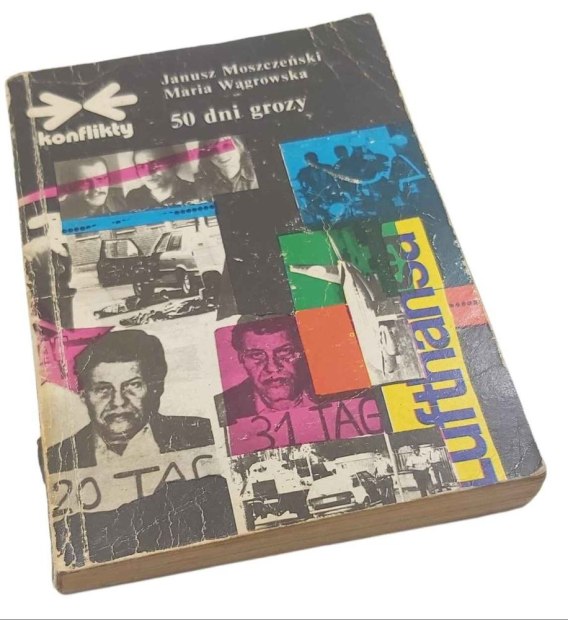 Janusz Moszczeński
Maria Wągrowska
50 dni grozy
konflikty
Lufthansa
31 TAG
20 TAG